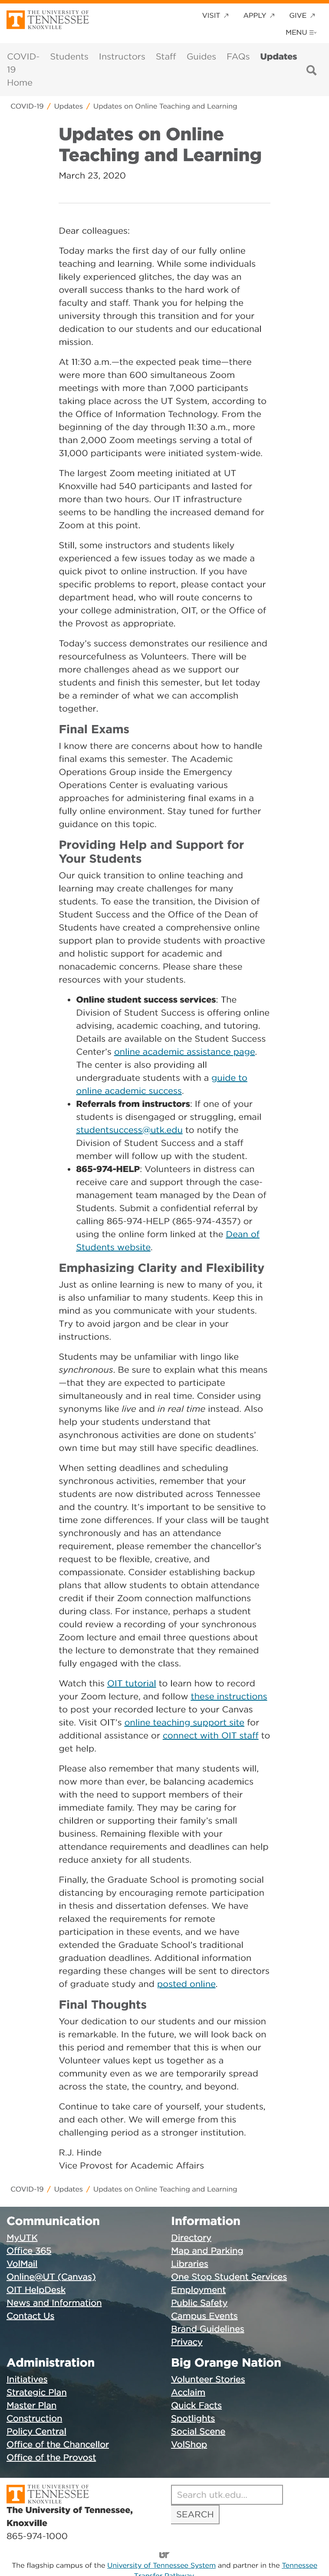 THE UNIVERSITY OF
TENNESSEE
KNOXVILLE
VISIT ↗ APPLY ↗ GIVE ↗
MENU
COVID-
19
Home
Students
Instructors
Staff
Guides
FAQs
Updates
COVID-19 / Updates / Updates on Online Teaching and Learning
Updates on Online
Teaching and Learning
March 23, 2020
Dear colleagues:
Today marks the first day of our fully online
teaching and learning. While some individuals
likely experienced glitches, the day was an
overall success thanks to the hard work of
faculty and staff. Thank you for helping the
university through this transition and for your
dedication to our students and our educational
mission.
At 11:30 a.m.—the expected peak time—there
were more than 600 simultaneous Zoom
meetings with more than 7,000 participants
taking place across the UT System, according to
the Office of Information Technology. From the
beginning of the day through 11:30 a.m., more
than 2,000 Zoom meetings serving a total of
31,000 participants were initiated system-wide.
The largest Zoom meeting initiated at UT
Knoxville had 540 participants and lasted for
more than two hours. Our IT infrastructure
seems to be handling the increased demand for
Zoom at this point.
Still, some instructors and students likely
experienced a few issues today as we made a
quick pivot to online instruction. If you have
specific problems to report, please contact your
department head, who will route concerns to
your college administration, OIT, or the Office of
the Provost as appropriate.
Today's success demonstrates our resilience and
resourcefulness as Volunteers. There will be
more challenges ahead as we support our
students and finish this semester, but let today
be a reminder of what we can accomplish
together.
Final Exams
I know there are concerns about how to handle
final exams this semester. The Academic
Operations Group inside the Emergency
Operations Center is evaluating various
approaches for administering final exams in a
fully online environment. Stay tuned for further
guidance on this topic.
Providing Help and Support for
Your Students
Our quick transition to online teaching and
learning may create challenges for many
students. To ease the transition, the Division of
Student Success and the Office of the Dean of
Students have created a comprehensive online
support plan to provide students with proactive
and holistic support for academic and
nonacademic concerns. Please share these
resources with your students.
• Online student success services: The
Division of Student Success is offering online
advising, academic coaching, and tutoring.
Details are available on the Student Success
Center's online academic assistance page.
The center is also providing all
undergraduate students with a guide to
online academic success.
• Referrals from instructors: If one of your
students is disengaged or struggling, email
studentsuccess@utk.edu to notify the
Division of Student Success and a staff
member will follow up with the student.
• 865-974-HELP: Volunteers in distress can
receive care and support through the case-
management team managed by the Dean of
Students. Submit a confidential referral by
calling 865-974-HELP (865-974-4357) or
using the online form linked at the Dean of
Students website.
Emphasizing Clarity and Flexibility
Just as online learning is new to many of you, it
is also unfamiliar to many students. Keep this in
mind as you communicate with your students.
Try to avoid jargon and be clear in your
instructions.
Students may be unfamiliar with lingo like
synchronous. Be sure to explain what this means
—that they are expected to participate
simultaneously and in real time. Consider using
synonyms like live and in real time instead. Also
help your students understand that
asynchronous activities are done on students'
own time but may still have specific deadlines.
When setting deadlines and scheduling
synchronous activities, remember that your
students are now distributed across Tennessee
and the country. It's important to be sensitive to
time zone differences. If your class will be taught
synchronously and has an attendance
requirement, please remember the chancellor's
request to be flexible, creative, and
compassionate. Consider establishing backup
plans that allow students to obtain attendance
credit if their Zoom connection malfunctions
during class. For instance, perhaps a student
could review a recording of your synchronous
Zoom lecture and email three questions about
the lecture to demonstrate that they remained
fully engaged with the class.
Watch this OIT tutorial to learn how to record
your Zoom lecture, and follow these instructions
to post your recorded lecture to your Canvas
site. Visit OIT's online teaching support site for
additional assistance or connect with OIT staff to
get help.
Please also remember that many students will,
now more than ever, be balancing academics
with the need to support members of their
immediate family. They may be caring for
children or supporting their family's small
business. Remaining flexible with your
attendance requirements and deadlines can help
reduce anxiety for all students.
Finally, the Graduate School is promoting social
distancing by encouraging remote participation
in thesis and dissertation defenses. We have
relaxed the requirements for remote
participation in these events, and we have
extended the Graduate School's traditional
graduation deadlines. Additional information
regarding these changes will be sent to directors
of graduate study and posted online.
Final Thoughts
Your dedication to our students and our mission
is remarkable. In the future, we will look back on
this period and remember that this is when our
Volunteer values kept us together as a
community even as we were temporarily spread
across the state, the country, and beyond.
Continue to take care of yourself, your students,
and each other. We will emerge from this
challenging period as a stronger institution.
R.J. Hinde
Vice Provost for Academic Affairs
COVID-19 / Updates / Updates on Online Teaching and Learning
Communication
MyUTK
Office 365
VolMail
Online@UT (Canvas)
OIT HelpDesk
News and Information
Contact Us
Information
Directory
Map and Parking
Libraries
One Stop Student Services
Employment
Public Safety
Campus Events
Brand Guidelines
Privacy
Administration
Initiatives
Strategic Plan
Master Plan
Construction
Policy Central
Office of the Chancellor
Office of the Provost
Big Orange Nation
Volunteer Stories
Acclaim
Quick Facts
Spotlights
Social Scene
VolShop
THE UNIVERSITY OF
TENNESSEE
KNOXVILLE
The University of Tennessee,
Knoxville
865-974-1000
Search utk.edu...
SEARCH
UT
The flagship campus of the University of Tennessee System and partner in the Tennessee
Transfer Pathway